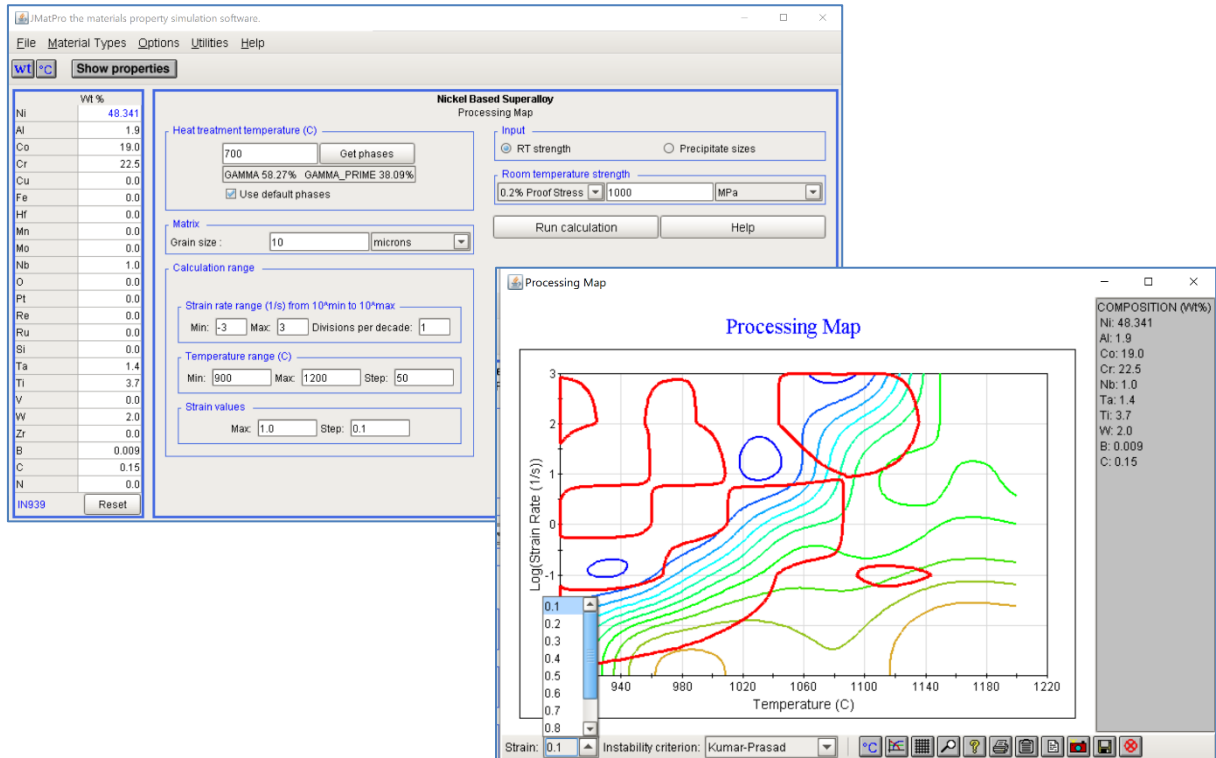 JMatPro the materials property simulation software.
File Material Types Options Utilities Help
wt °C Show properties
Wt %
Ni 48.341
Al 1.9
Co 19.0
Cr 22.5
Cu 0.0
Fe 0.0
Hf 0.0
Mn 0.0
Mo 0.0
Nb 1.0
O 0.0
Pt 0.0
Re 0.0
Ru 0.0
Si 0.0
Ta 1.4
Ti 3.7
V 0.0
W 2.0
Zr 0.0
B 0.009
C 0.15
N 0.0
IN939 Reset
Nickel Based Superalloy
Processing Map
Heat treatment temperature (C)
700 Get phases
GAMMA 58.27% GAMMA_PRIME 38.09%
Use default phases
Matrix
Grain size : 10 microns
Calculation range
Strain rate range (1/s) from 10^min to 10^max
Min: -3 Max: 3 Divisions per decade: 1
Temperature range (C)
Min: 900 Max: 1200 Step: 50
Strain values
Max: 1.0 Step: 0.1
Input
RT strength Precipitate sizes
Room temperature strength
0.2% Proof Stress 1000 MPa
Run calculation Help
Processing Map
Processing Map
Log(Strain Rate (1/s))
3
2
1
0
-1
940 980 1020 1060 1100 1140 1180 1220
Temperature (C)
0.1
0.2
0.3
0.4
0.5
0.6
0.7
0.8
Strain: 0.1 Instability criterion: Kumar-Prasad °C ?
COMPOSITION (Wt%)
Ni: 48.341
Al: 1.9
Co: 19.0
Cr: 22.5
Nb: 1.0
Ta: 1.4
Ti: 3.7
W: 2.0
B: 0.009
C: 0.15